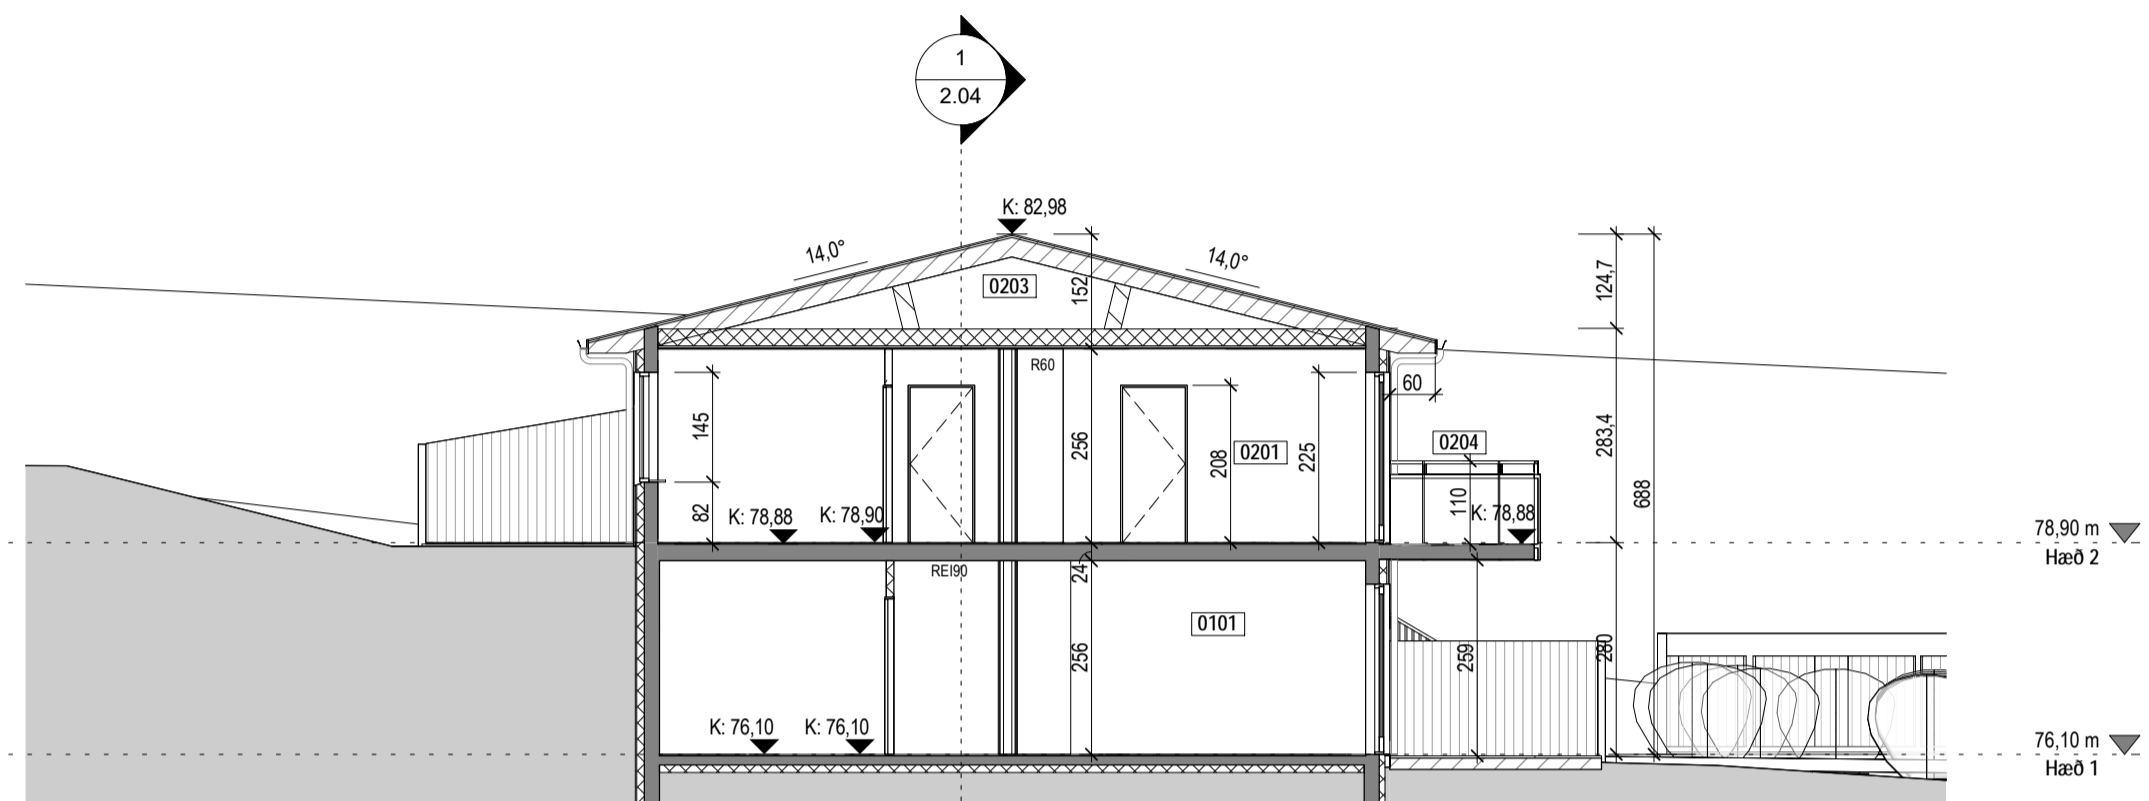 1
2.04
K: 82,98
14,0°
14,0°
0203
152
124,7
R60
60
145
256
208
0201
225
0204
283,4
688
82
K: 78,88
K: 78,90
110
K: 78,88
78,90 m
Hæð 2
REI90
24
0101
256
259
280
K: 76,10
K: 76,10
76,10 m
Hæð 1